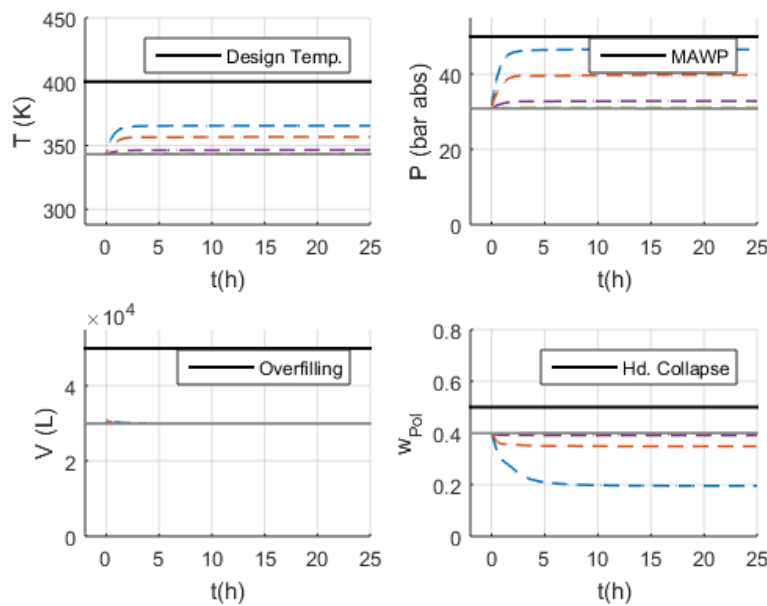 450
400
350
300
T (K)
Design Temp.
0 5 10 15 20 25
t(h)
40
20
0
P (bar abs)
MAWP
0 5 10 15 20 25
t(h)
×10⁴
4
2
0
V (L)
Overfilling
0 5 10 15 20 25
t(h)
0.8
0.6
0.4
0.2
0
w_Pol
Hd. Collapse
0 5 10 15 20 25
t(h)